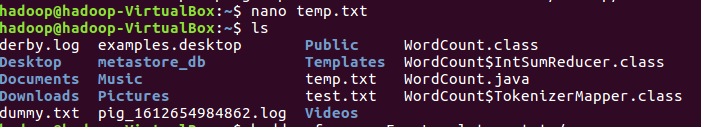 hadoop@hadoop-VirtualBox:~$ nano temp.txt
hadoop@hadoop-VirtualBox:~$ ls
derby.log examples.desktop Public WordCount.class
Desktop metastore_db Templates WordCount$IntSumReducer.class
Documents Music temp.txt WordCount.java
Downloads Pictures test.txt WordCount$TokenizerMapper.class
dummy.txt pig_1612654984862.log Videos